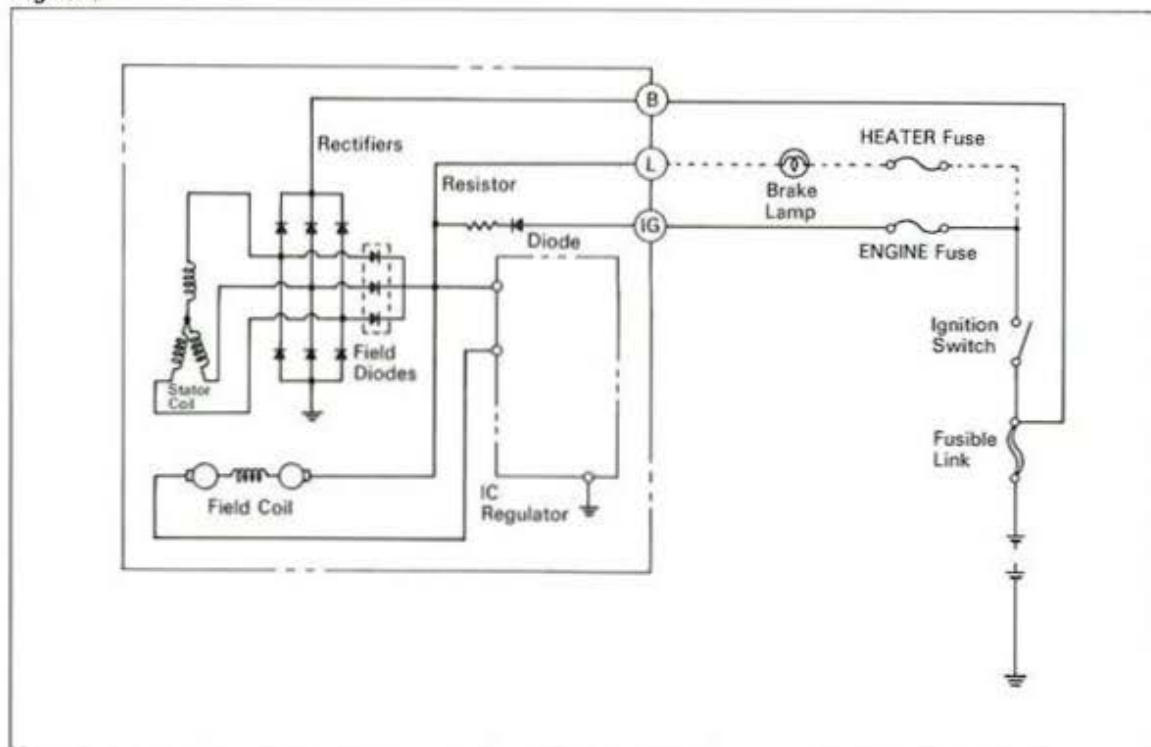 B
Rectifiers
HEATER Fuse
L
Resistor
Brake
Lamp
IG
Diode
ENGINE Fuse
Ignition
Switch
Field
Diodes
Stator
Coil
Fusible
Link
Field Coil
IC
Regulator